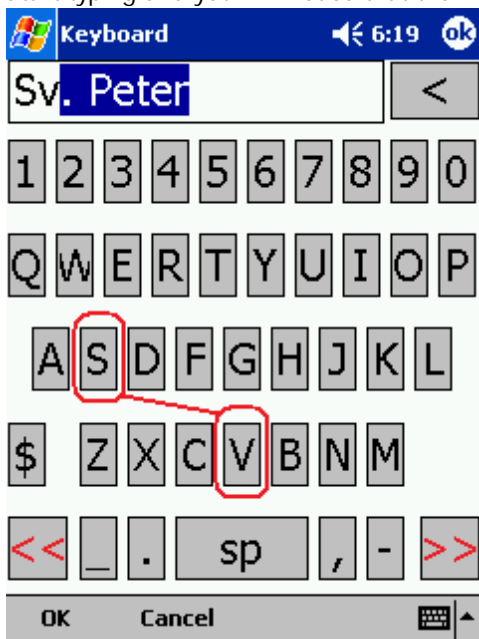 Keyboard 6:19 ok
Sv. Peter <
1 2 3 4 5 6 7 8 9 0
Q W E R T Y U I O P
A S D F G H J K L
$ Z X C V B N M
<< _ . sp , - >>
OK Cancel